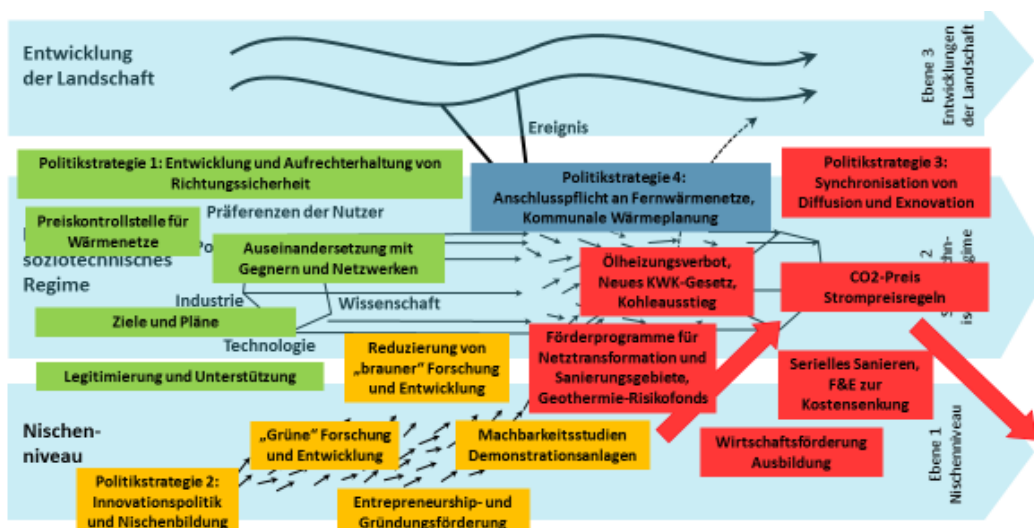 Entwicklung
der Landschaft
Ebene 3
Entwicklungen
der Landschaft
Ereignis
Politikstrategie 1: Entwicklung und Aufrechterhaltung von
Richtungssicherheit
Politikstrategie 4:
Anschlusspflicht an Fernwärmenetze,
Kommunale Wärmeplanung
Politikstrategie 3:
Synchronisation von
Diffusion und Exnovation
Präferenzen der Nutzer
Preiskontrollstelle für
Wärmenetze
Auseinandersetzung mit
Gegnern und Netzwerken
soziotechnisches
Regime
Ölheizungsverbot,
Neues KWK-Gesetz,
Kohleausstieg
CO2-Preis
Strompreisregeln
2
Industrie
Wissenschaft
Ziele und Pläne
Technologie
Förderprogramme für
Netztransformation und
Sanierungsgebiete,
Geothermie-Risikofonds
Reduzierung von
„brauner“ Forschung
und Entwicklung
Legitimierung und Unterstützung
Serielles Sanieren,
F&E zur
Kostensenkung
Nischen-
niveau
„Grüne“ Forschung
und Entwicklung
Machbarkeitsstudien
Demonstrationsanlagen
Wirtschaftsförderung
Ausbildung
Ebene 1
Nischenniveau
Politikstrategie 2:
Innovationspolitik
und Nischenbildung
Entrepreneurship- und
Gründungsförderung